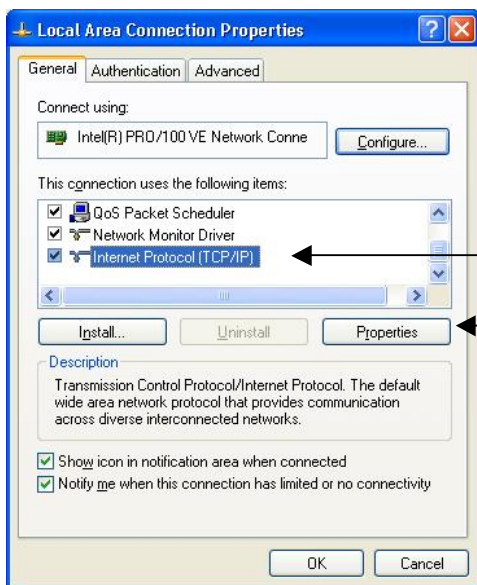 Local Area Connection Properties
General Authentication Advanced
Connect using:
Intel(R) PRO/100 VE Network Conne
Configure...
This connection uses the following items:
QoS Packet Scheduler
Network Monitor Driver
Internet Protocol (TCP/IP)
Install... Uninstall Properties
Description
Transmission Control Protocol/Internet Protocol. The default
wide area network protocol that provides communication
across diverse interconnected networks.
Show icon in notification area when connected
Notify me when this connection has limited or no connectivity
OK Cancel